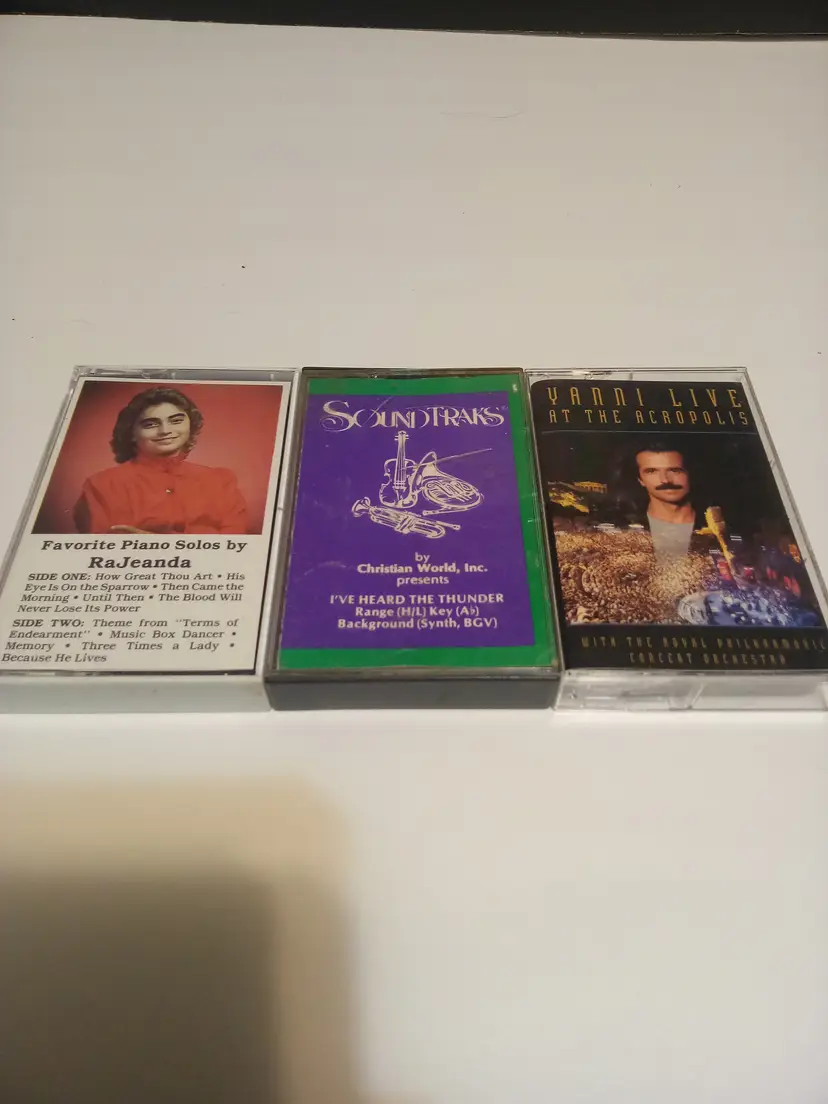 Favorite Piano Solos by
RaJeanda
SIDE ONE: How Great Thou Art • His
Eye Is On the Sparrow • Then Came the
Morning • Until Then • The Blood Will
Never Lose Its Power
SIDE TWO: Theme from "Terms of
Endearment" • Music Box Dancer •
Memory • Three Times a Lady •
Because He Lives
SOUNDTRAKS
by
Christian World, Inc.
presents
I'VE HEARD THE THUNDER
Range (H/L) Key (A♭)
Background (Synth, BGV)
YANNI LIVE
AT THE ACROPOLIS
WITH THE ROYAL PHILHARMONIC
CONCERT ORCHESTRA